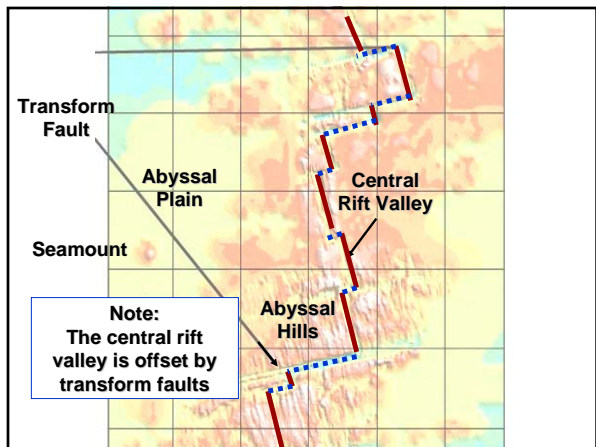 Transform
Fault
Abyssal
Plain
Central
Rift Valley
Seamount
Abyssal
Hills
Note:
The central rift
valley is offset by
transform faults